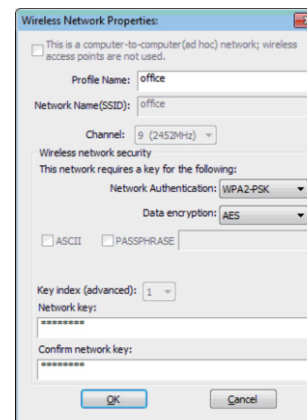 Wireless Network Properties:
This is a computer-to-computer(ad hoc) network; wireless
access points are not used.
Profile Name: office
Network Name(SSID): office
Channel: 9 (2452MHz)
Wireless network security
This network requires a key for the following:
Network Authentication: WPA2-PSK
Data encryption: AES
ASCII PASSPHRASE
Key index (advanced): 1
Network key:
********
Confirm network key:
********
OK Cancel